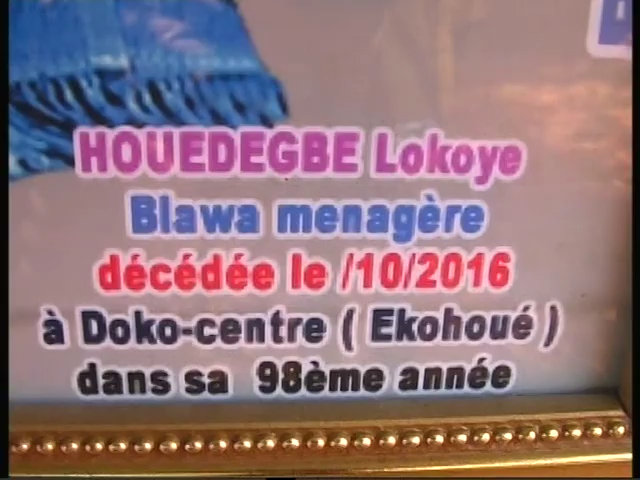 HOUEDEGBE Lokoye
Blawa menagère
décédée le /10/2016
à Doko-centre ( Ekohoué )
dans sa 98ème année